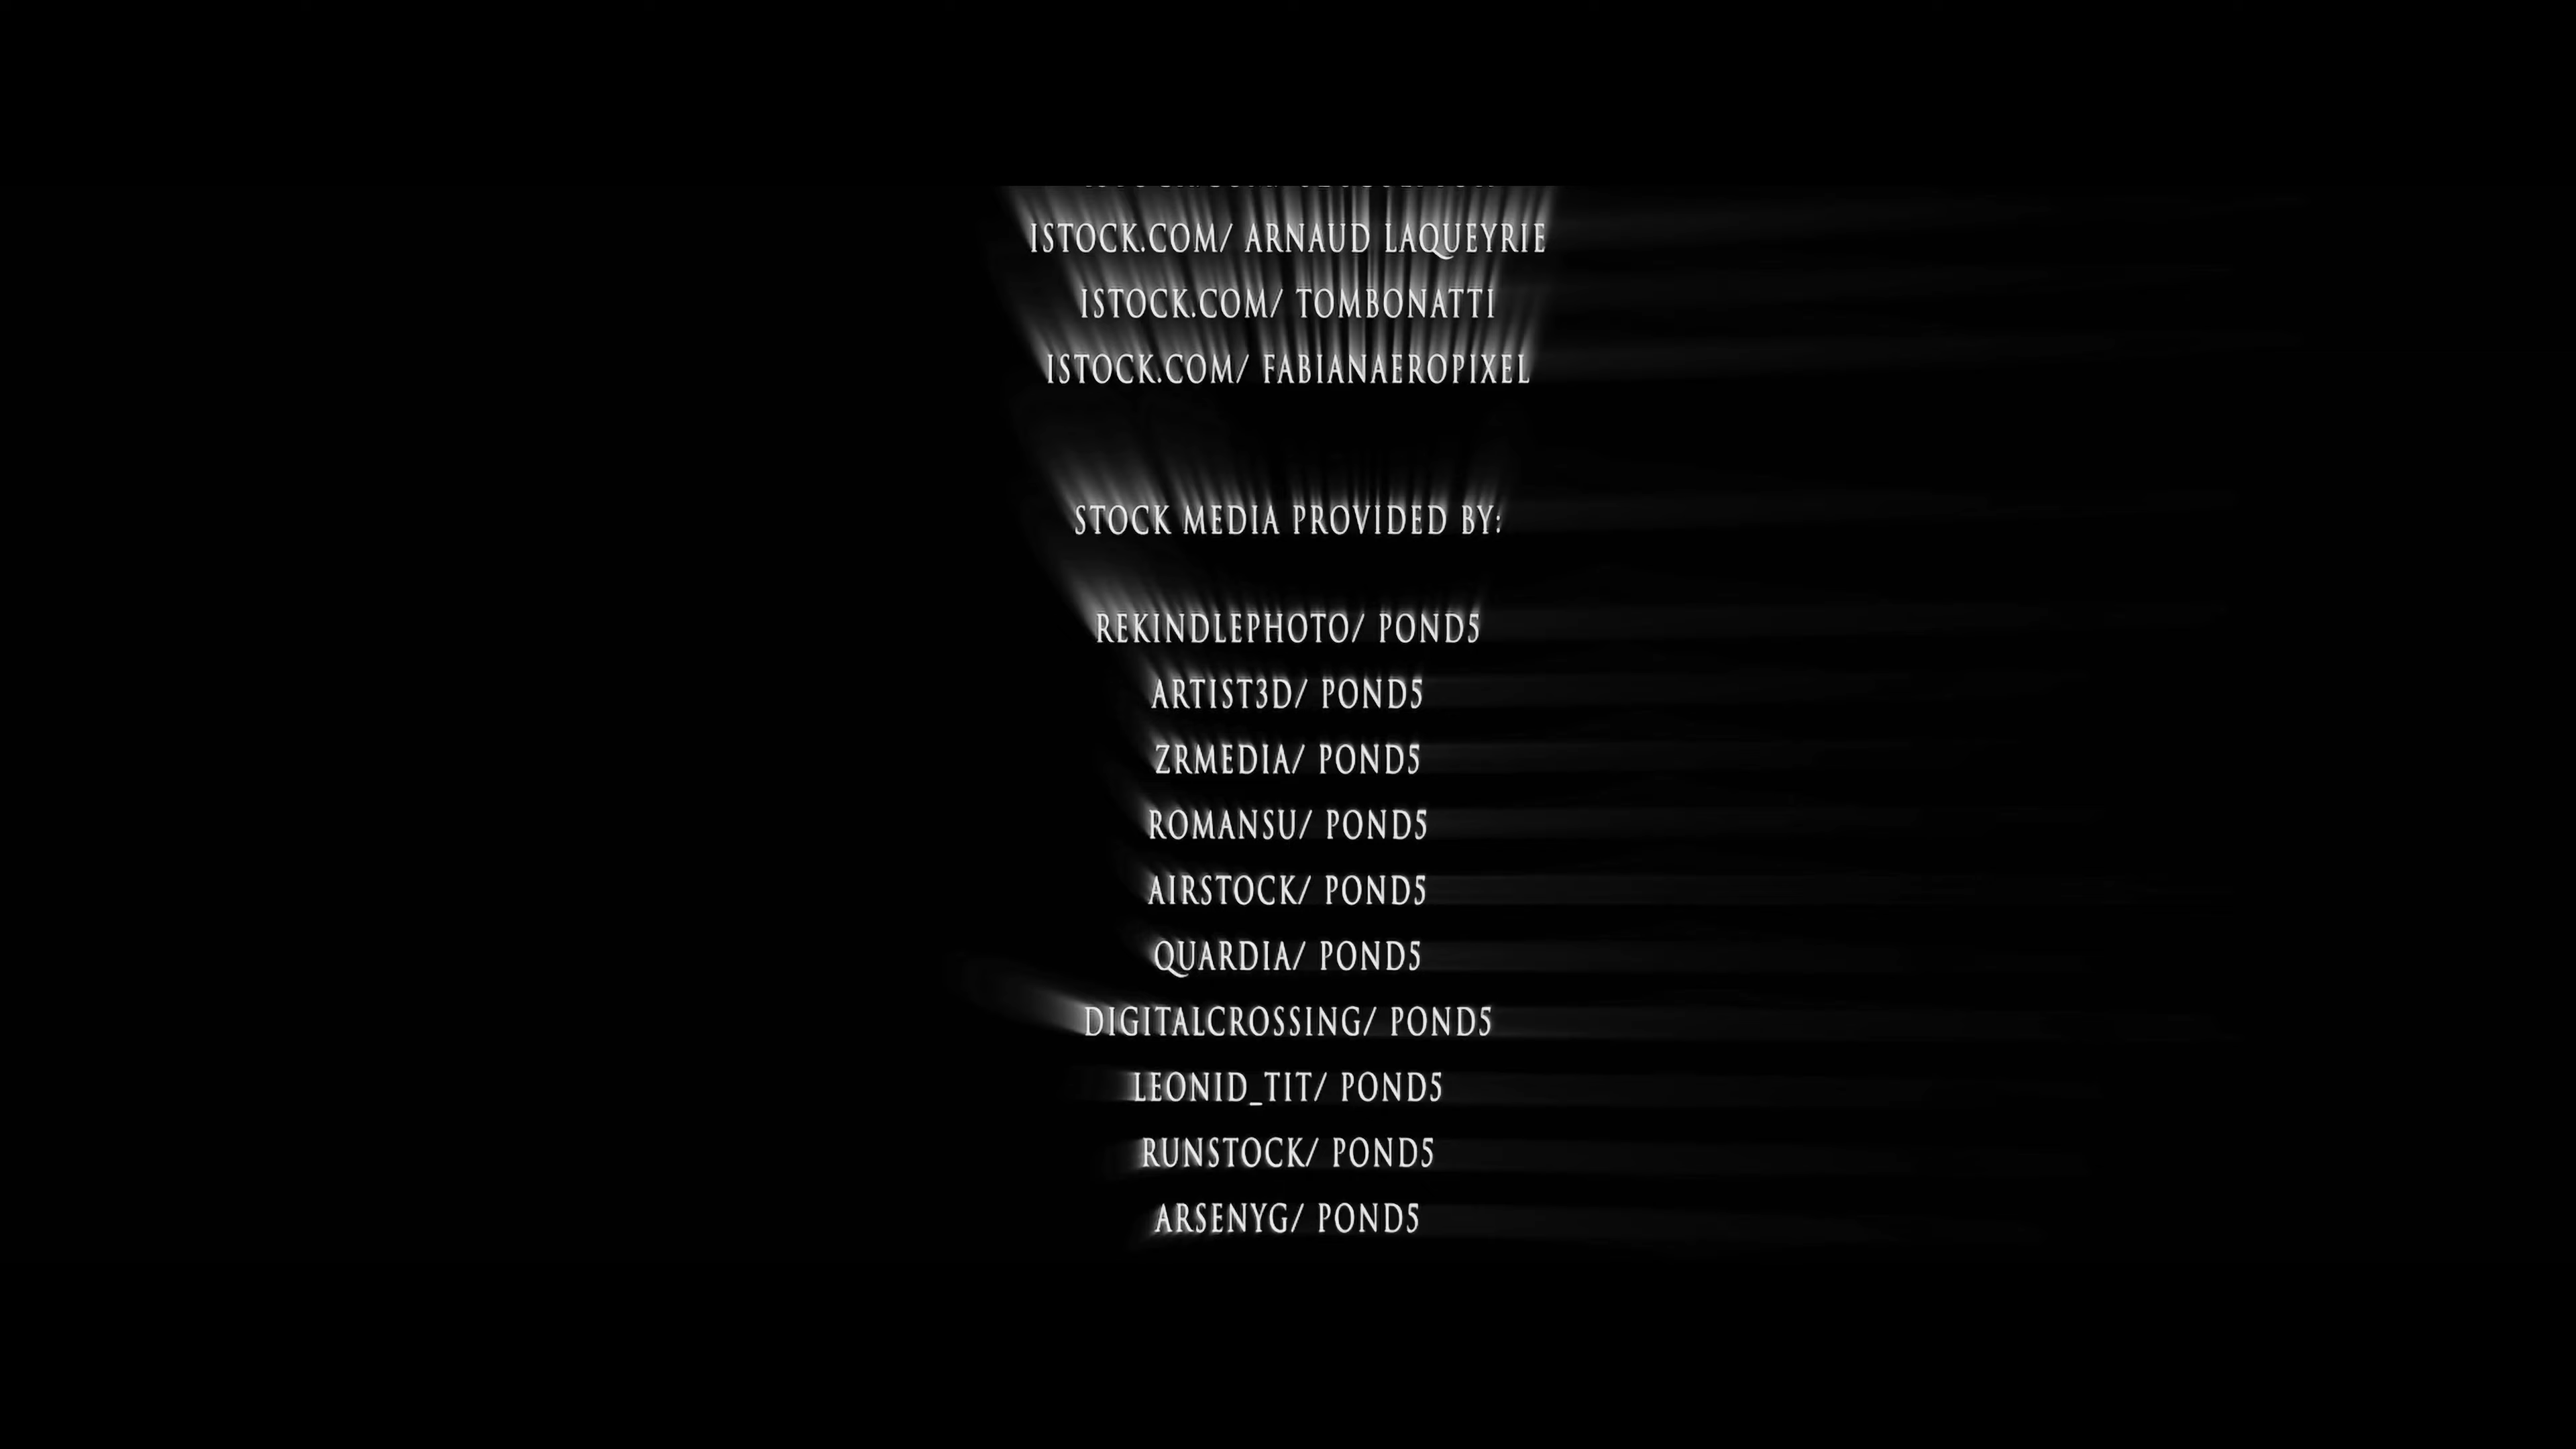 ISTOCK.COM/ ARNAUD LAQUEYRIE
ISTOCK.COM/ TOMBONATTI
ISTOCK.COM/ FABIANAEROPIXEL
STOCK MEDIA PROVIDED BY:
REKINDLEPHOTO/ POND5
ARTIST3D/ POND5
ZRMEDIA/ POND5
ROMANSU/ POND5
AIRSTOCK/ POND5
QUARDIA/ POND5
DIGITALCROSSING/ POND5
LEONID_TIT/ POND5
RUNSTOCK/ POND5
ARSENYG/ POND5